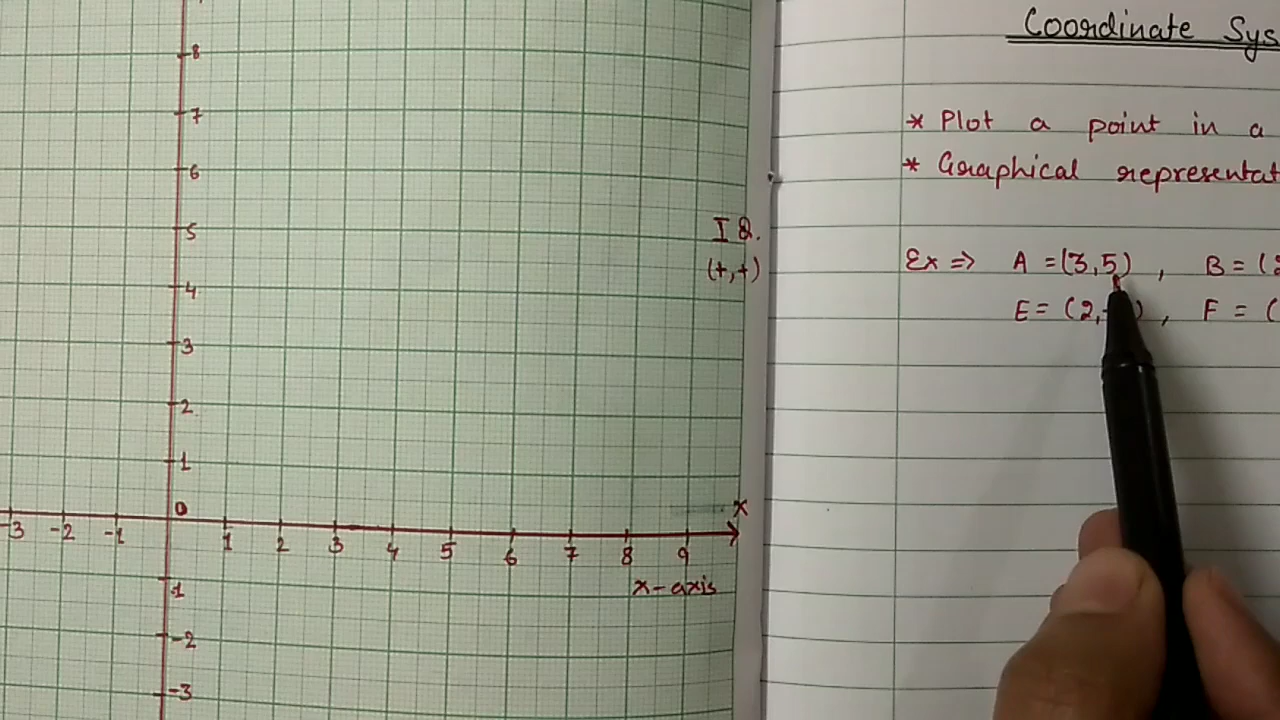 8
7
6
5
4
3
2
1
0
-3 -2 -1 1 2 3 4 5 6 7 8 9
x
x-axis
-1
-2
-3
I Q.
(+,+)
Coordinate Sys
* Plot a point in a
* Graphical representat
Ex ⇒ A =(3,5) , B = (
E = (2, ) , F = (